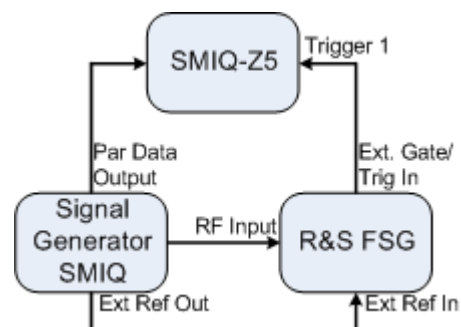 SMIQ-Z5
Trigger 1
Par Data
Output
Ext. Gate/
Trig In
Signal
Generator
SMIQ
RF Input
R&S FSG
Ext Ref Out
Ext Ref In